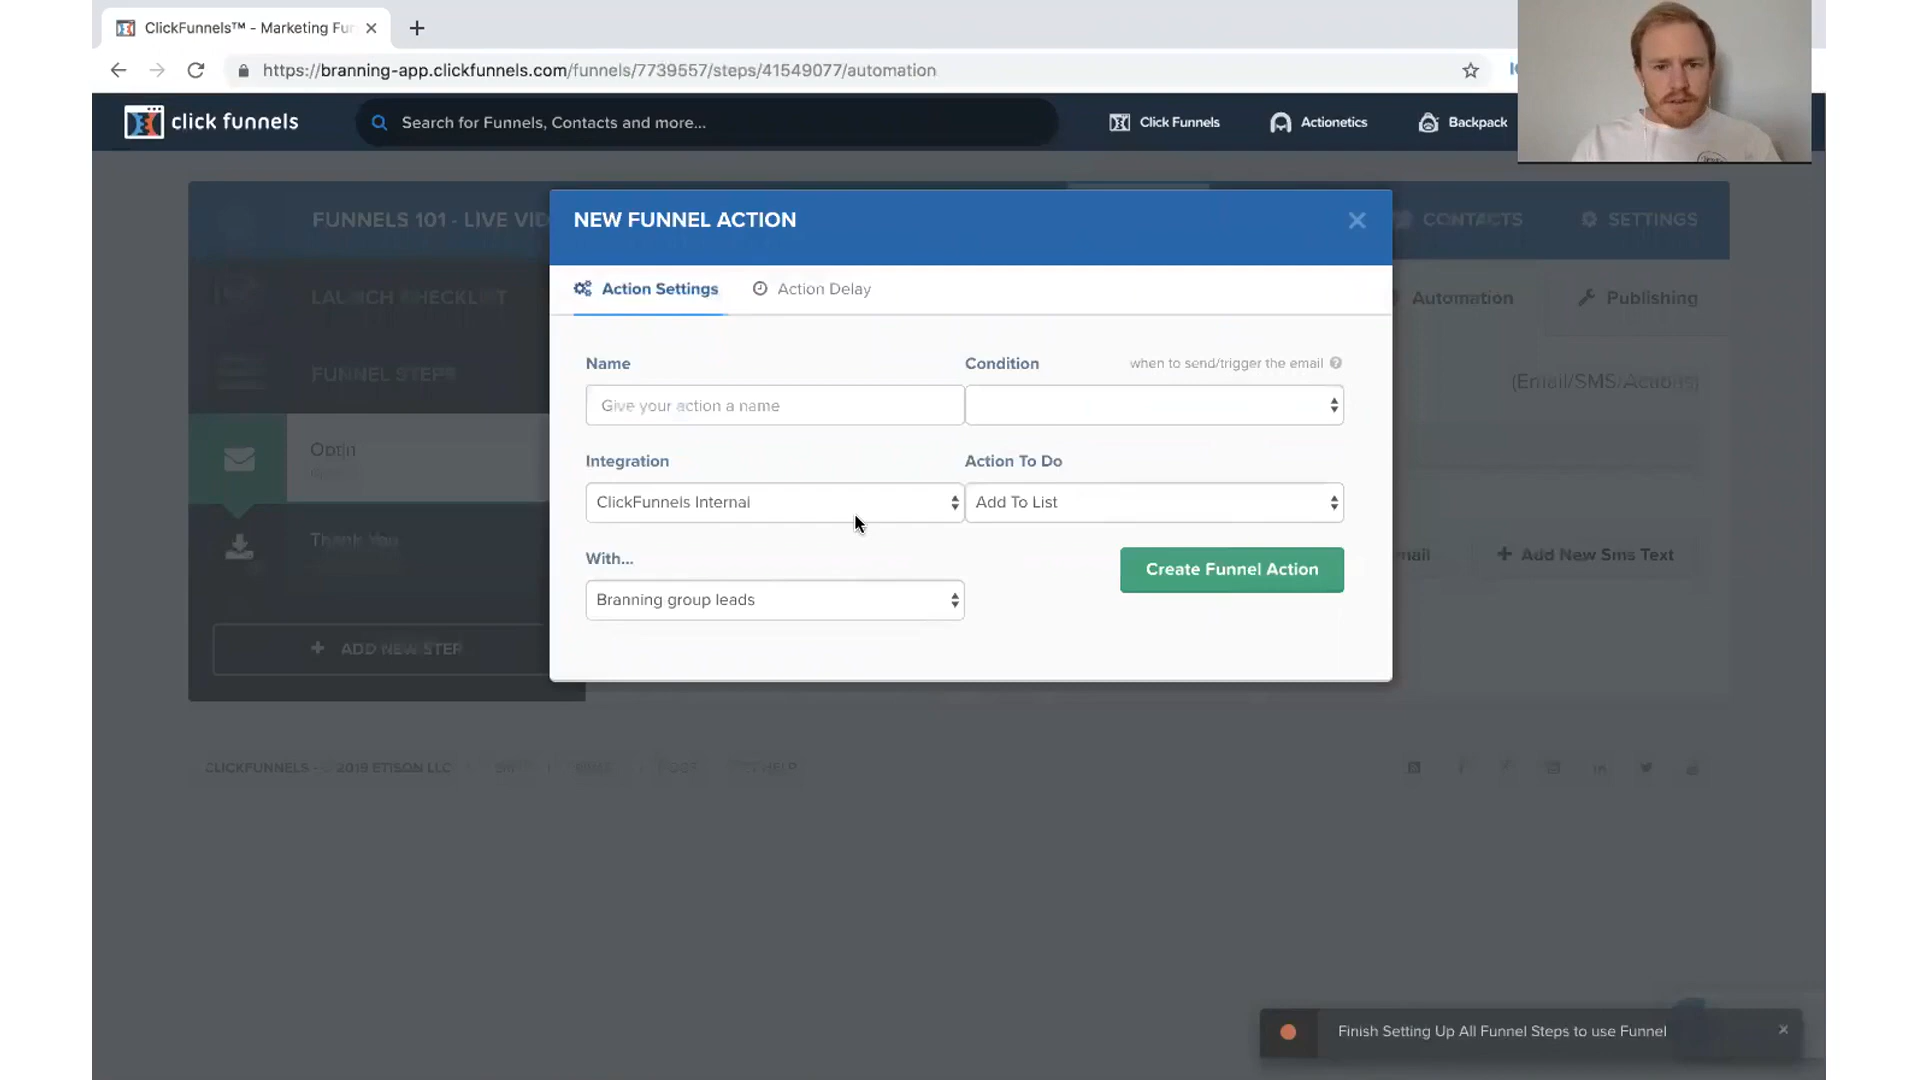 ClickFunnels™ - Marketing Fu
https://branning-app.clickfunnels.com/funnels/7739557/steps/41549077/automation
click funnels
Search for Funnels, Contacts and more...
Click Funnels
Actionetics
Backpack
FUNNELS 101 - LIVE VID
NEW FUNNEL ACTION
CONTACTS
SETTINGS
LAUNCH CHECKLIST
Action Settings
Action Delay
Automation
Publishing
FUNNEL STEPS
Name
Condition
when to send/trigger the email
(Email/SMS/Actions)
Give your action a name
Optin
Integration
Action To Do
ClickFunnels Internal
Add To List
Thank You
With...
Create Funnel Action
mail
+ Add New Sms Text
Branning group leads
+ ADD NEW STEP
CLICKFUNNELS - © 2019 ETISON LLC
Finish Setting Up All Funnel Steps to use Funnel